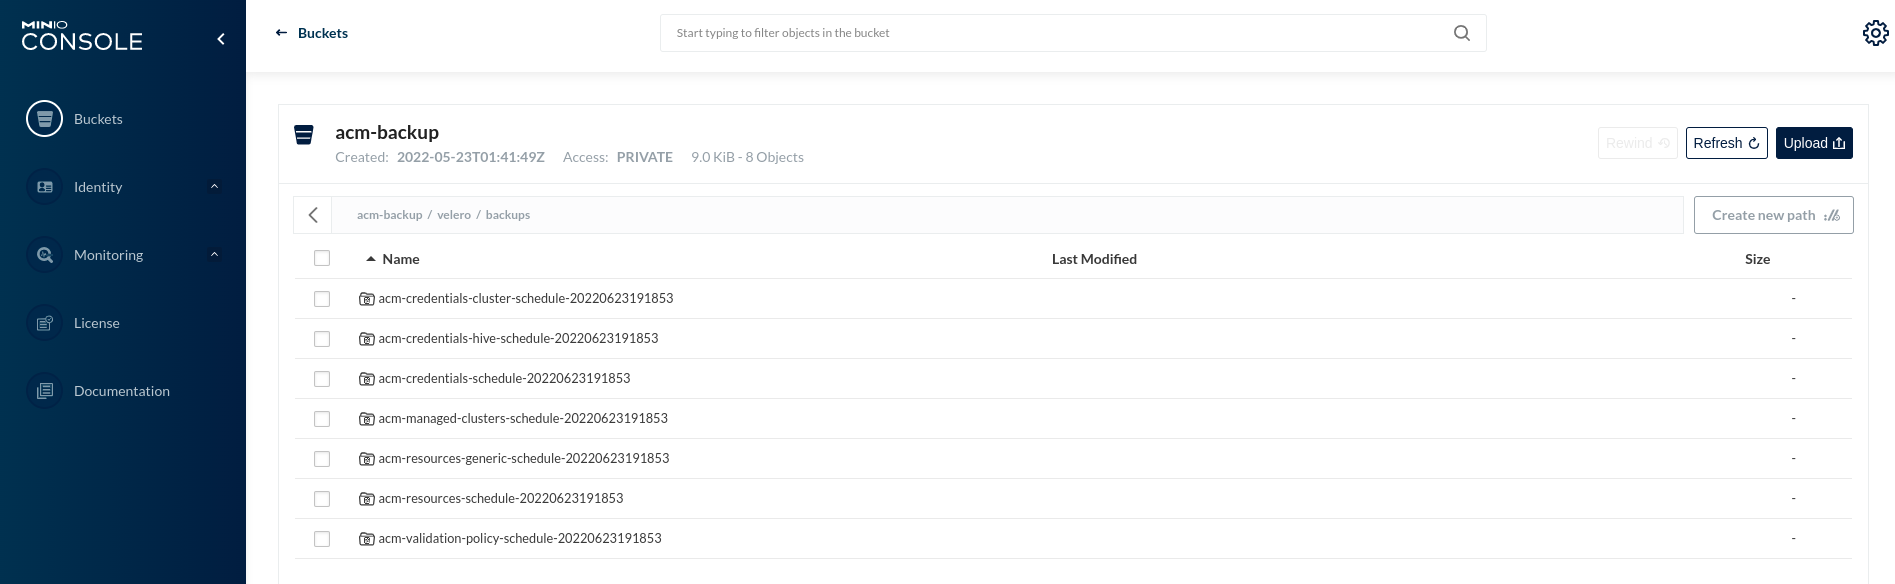 MINIO
CONSOLE
Buckets
Identity
Monitoring
License
Documentation
Buckets
Start typing to filter objects in the bucket
acm-backup
Created: 2022-05-23T01:41:49Z Access: PRIVATE 9.0 KiB - 8 Objects
Rewind Refresh Upload
acm-backup / velero / backups
Create new path
Name Last Modified Size
acm-credentials-cluster-schedule-20220623191853 -
acm-credentials-hive-schedule-20220623191853 -
acm-credentials-schedule-20220623191853 -
acm-managed-clusters-schedule-20220623191853 -
acm-resources-generic-schedule-20220623191853 -
acm-resources-schedule-20220623191853 -
acm-validation-policy-schedule-20220623191853 -